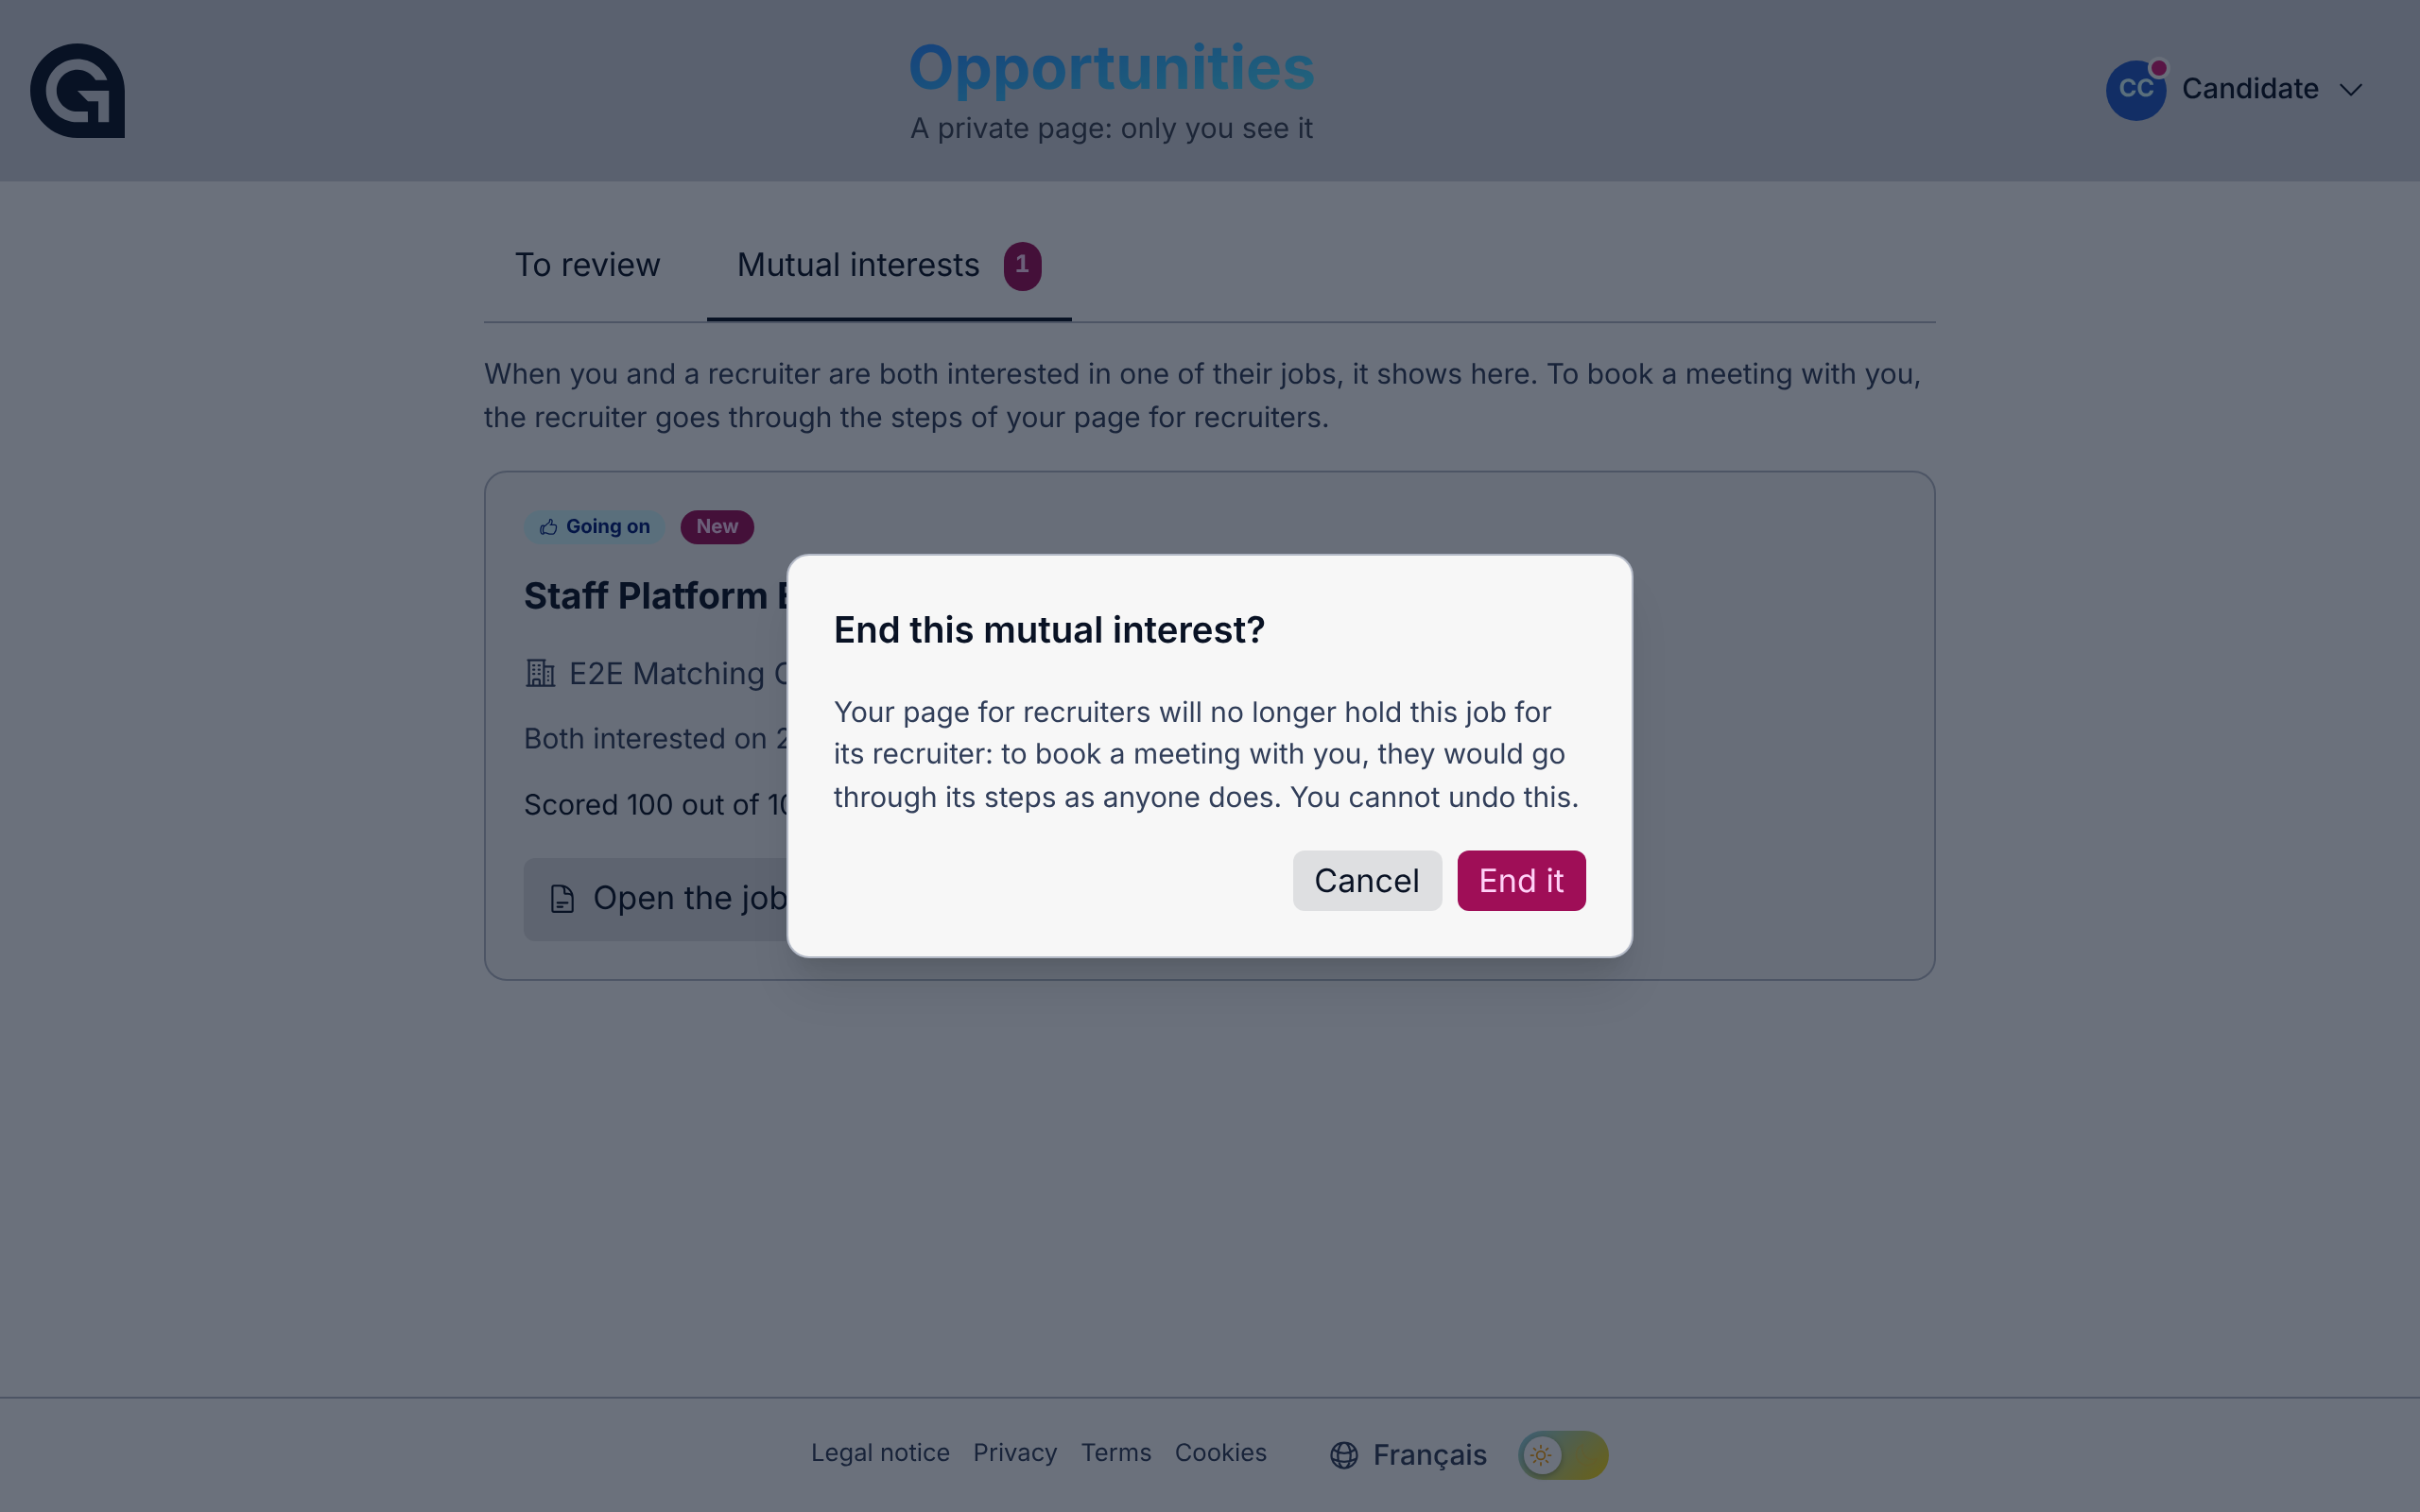 Opportunities
A private page: only you see it
CC
Candidate
To review
Mutual interests 1
When you and a recruiter are both interested in one of their jobs, it shows here. To book a meeting with you,
the recruiter goes through the steps of your page for recruiters.
Going on
New
Staff Platform
E2E Matching
Both interested on
Scored 100 out of
Open the job
End this mutual interest?
Your page for recruiters will no longer hold this job for
its recruiter: to book a meeting with you, they would go
through its steps as anyone does. You cannot undo this.
Cancel
End it
Legal notice
Privacy
Terms
Cookies
Français